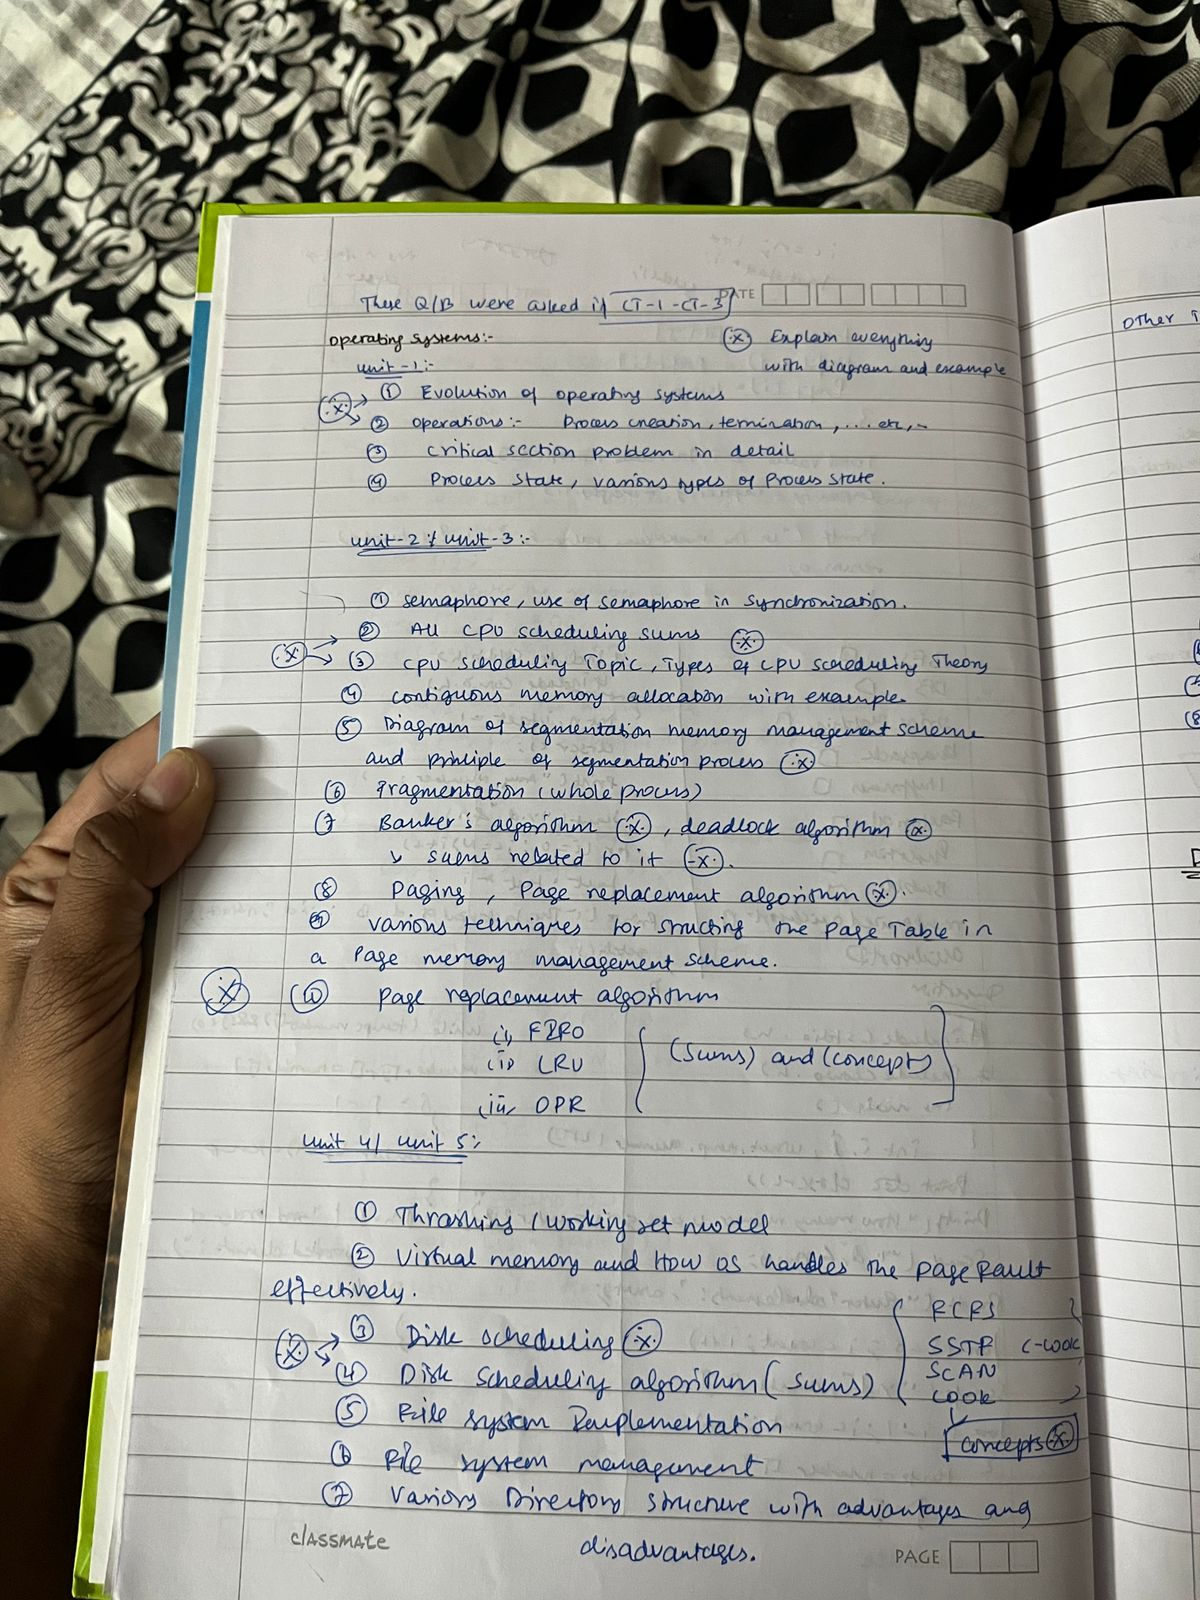 These Q/B were asked if CT-1-CT-3
DATE
Operating systems:-
(※) Explain everything
with diagram and example
unit-1:-
(※) → ① Evolution of operating systems
② operations:- Process creation, termination, ... etc,-
③ critical section problem in detail
④ Process state, various types of Process state.
unit-2 & unit-3:-
① semaphore, use of semaphore in synchronization.
② All CPU scheduling sums (※)
(※) → ③ CPU scheduling Topic, Types of CPU scheduling Theory
④ contiguous memory allocation with example.
⑤ Diagram of segmentation memory management scheme
and principle of segmentation process (※)
⑥ Fragmentation (whole process)
⑦ Banker's algorithm (※), deadlock algorithm (※)
↳ sums related to it (※).
⑧ Paging, Page replacement algorithm (※).
⑨ various techniques for structing the Page Table in
a Page memory management scheme.
(※) ⑩ page replacement algorithm
(i) FIFO
(ii) LRU
(iii) OPR
(sums) and (concepts)
unit 4/ unit 5:
① Thrashing / working set model
② Virtual memory and How OS handles the page fault
effectively.
(※) → ③ Disk scheduling (※)
④ Disk scheduling algorithm (sums)
FCFS
SSTF C-LOOK
SCAN
LOOK
concepts (※)
⑤ File system Implementation
⑥ File system management
⑦ Various Directory structure with advantages and
disadvantages.
classmate
PAGE
Other